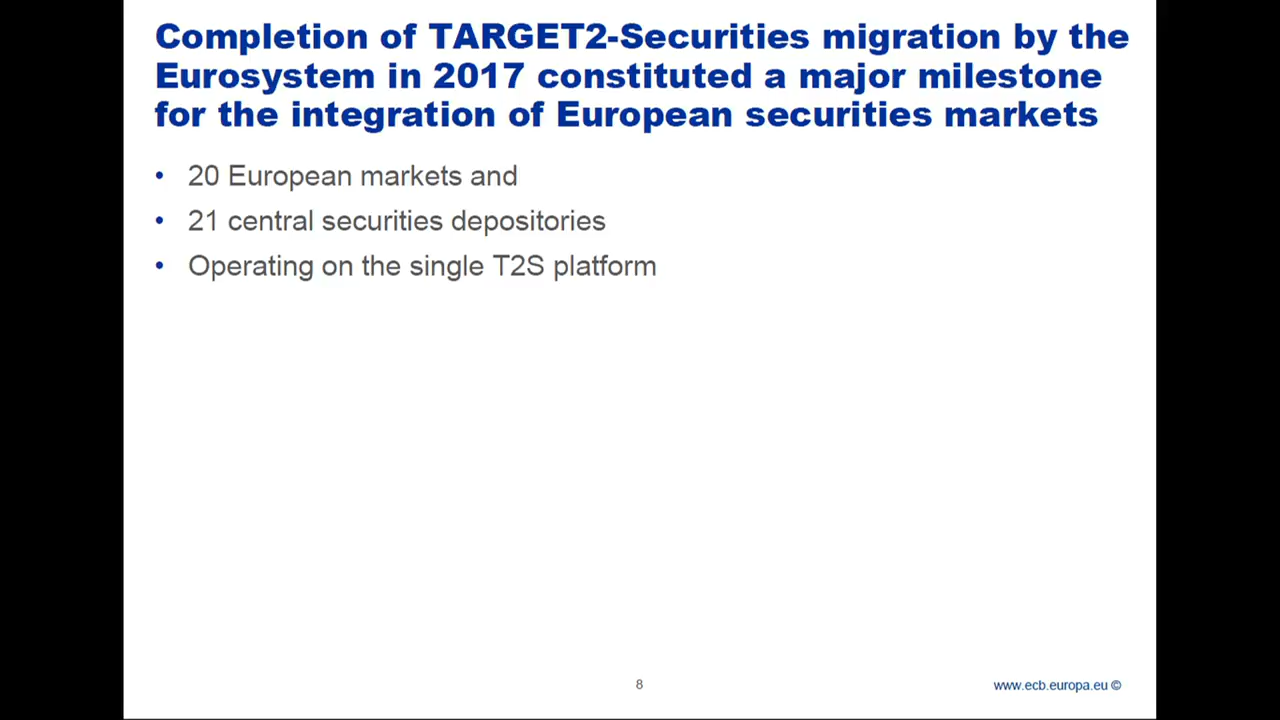 Completion of TARGET2-Securities migration by the
Eurosystem in 2017 constituted a major milestone
for the integration of European securities markets
• 20 European markets and
• 21 central securities depositories
• Operating on the single T2S platform
8
www.ecb.europa.eu ©